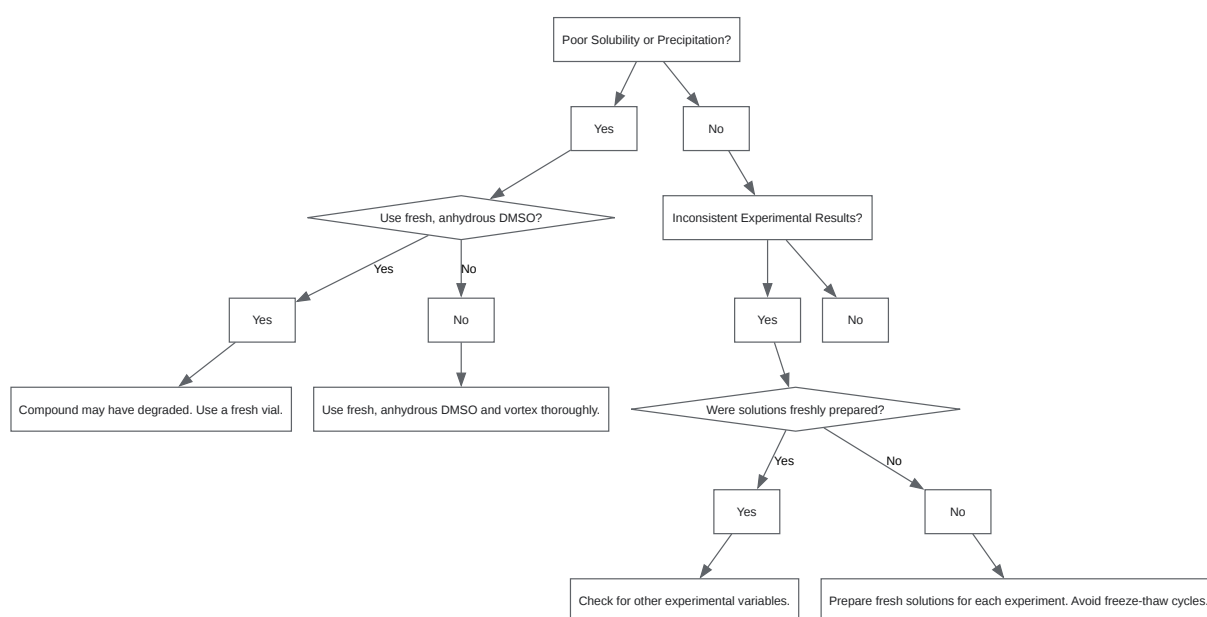 Poor Solubility or Precipitation?
Yes
No
Use fresh, anhydrous DMSO?
Inconsistent Experimental Results?
Yes
No
Yes
No
Yes
No
Compound may have degraded. Use a fresh vial.
Use fresh, anhydrous DMSO and vortex thoroughly.
Were solutions freshly prepared?
Yes
No
Yes
No
Check for other experimental variables.
Prepare fresh solutions for each experiment. Avoid freeze-thaw cycles.